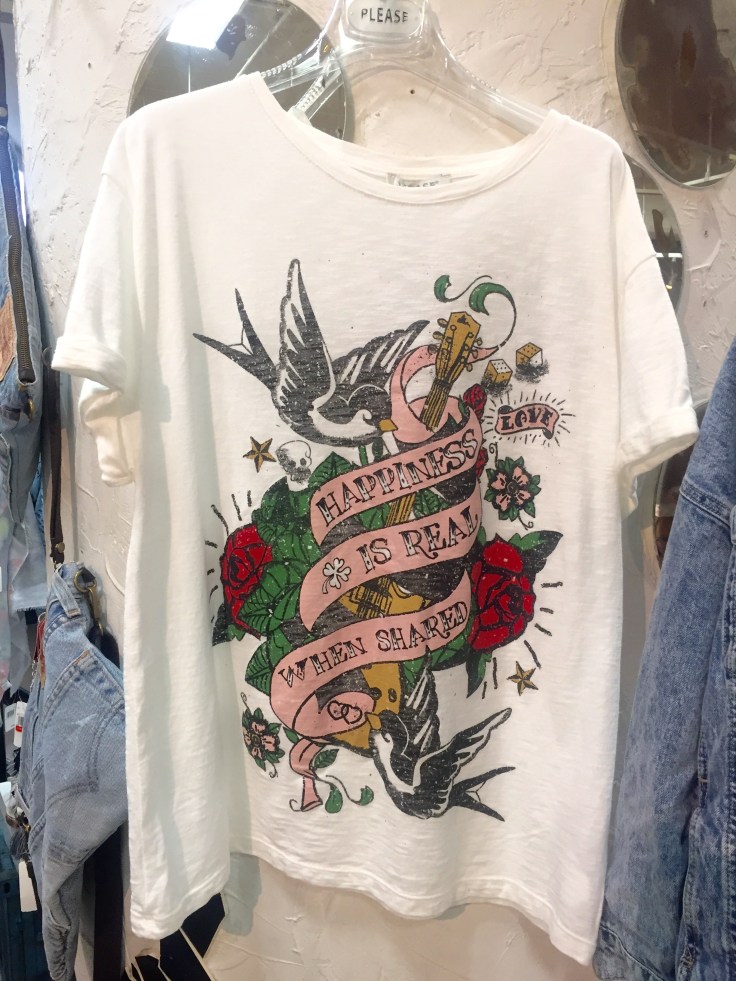 PLEASE
LOVE
HAPPINESS
IS REAL
WHEN SHARED